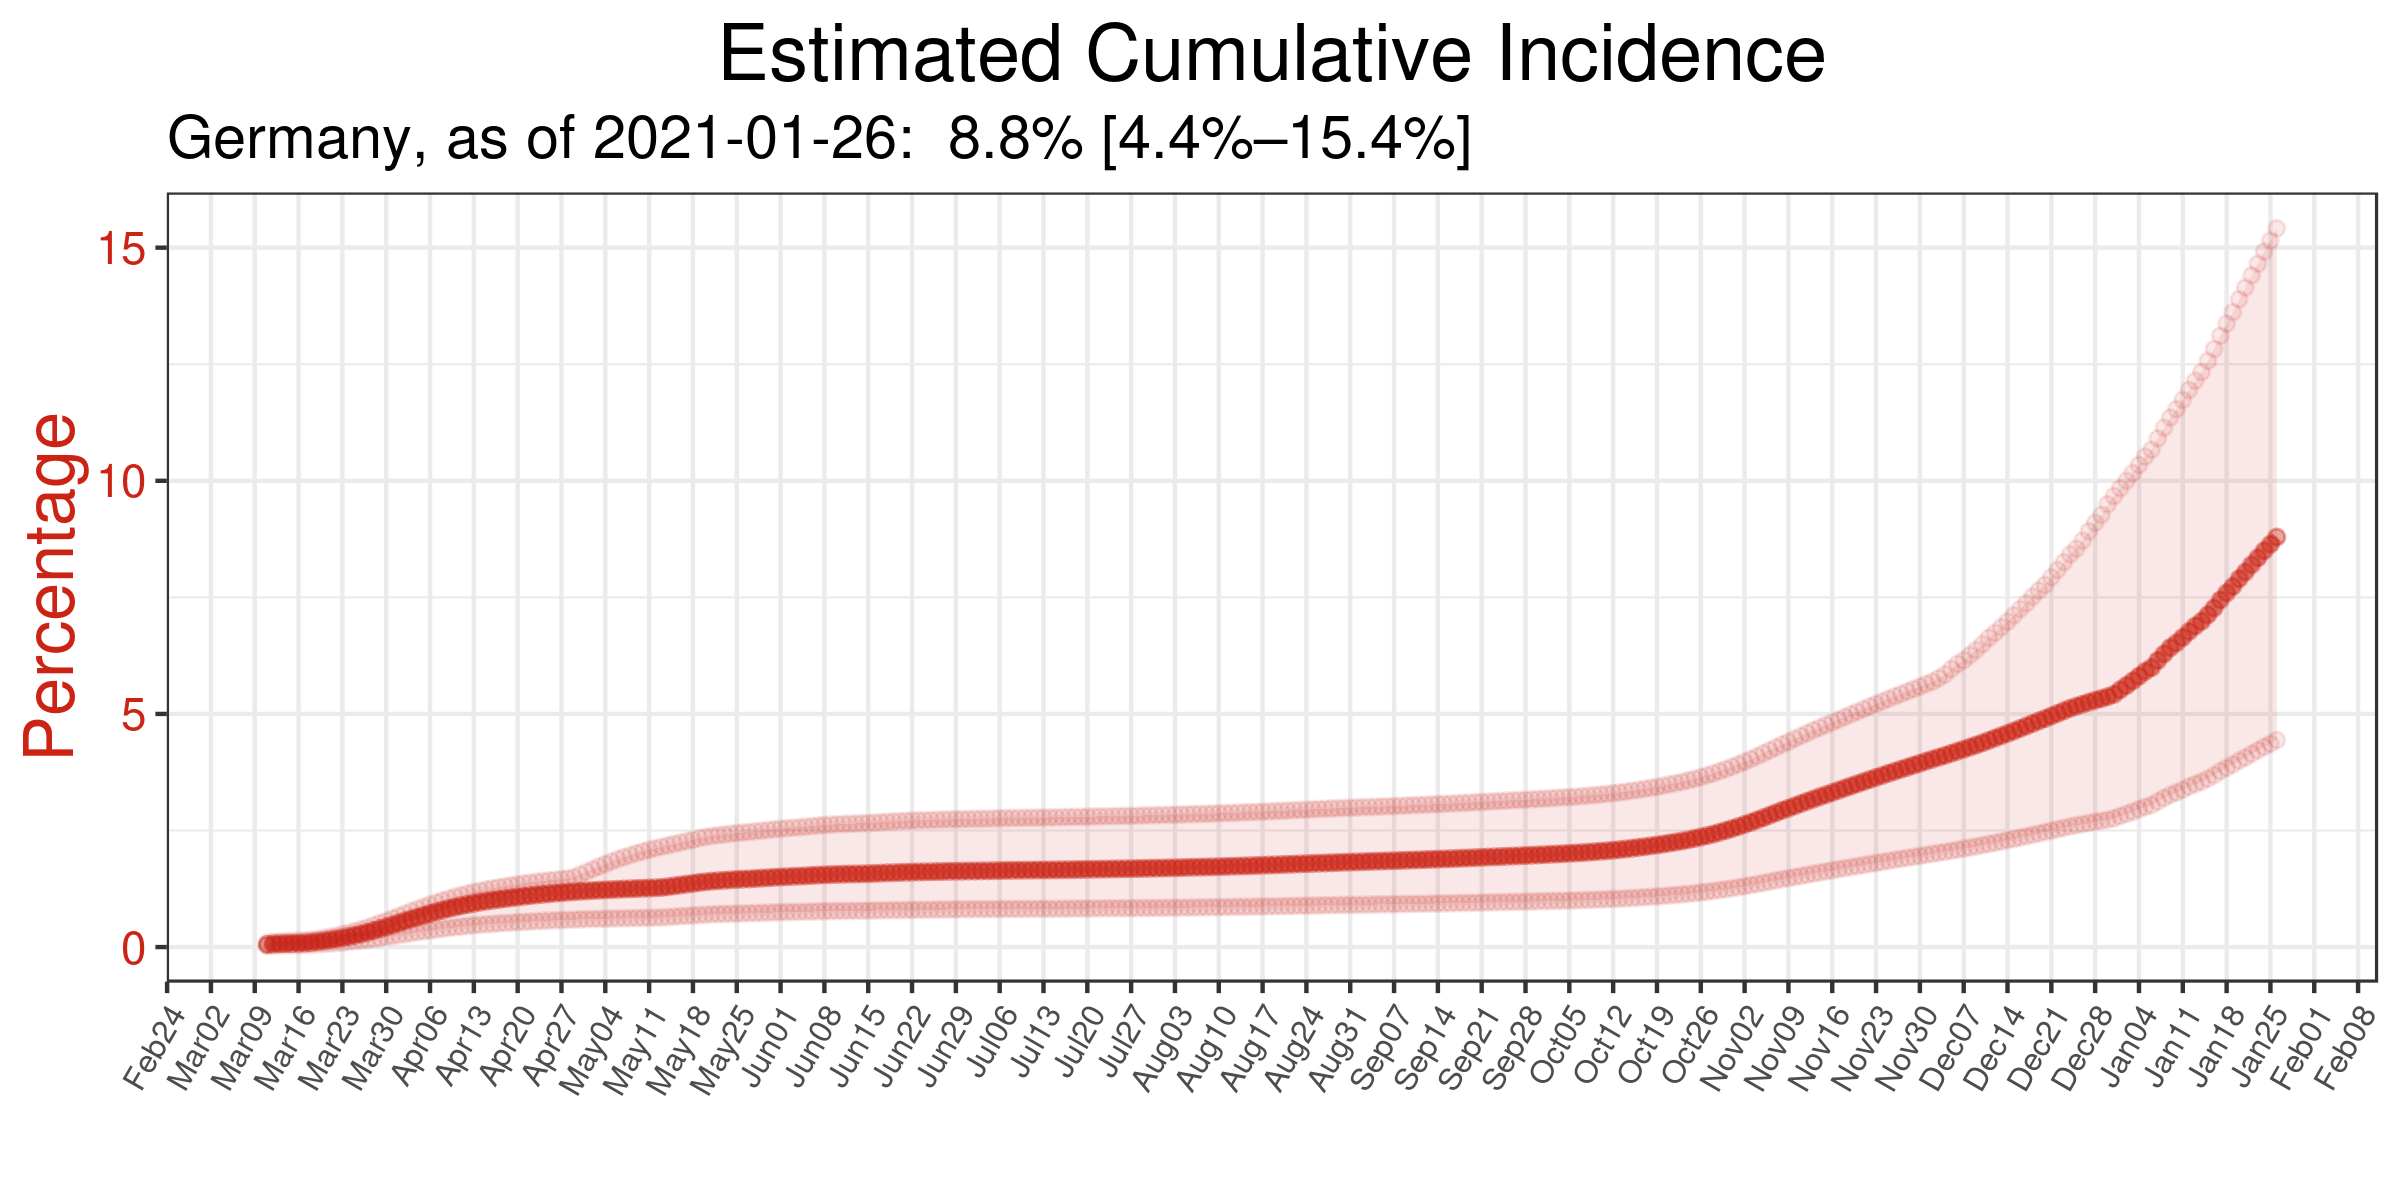 Estimated Cumulative Incidence
Germany, as of 2021-01-26:  8.8% [4.4%–15.4%]
Percentage
15
10
5
0
Feb24
Mar02
Mar09
Mar16
Mar23
Mar30
Apr06
Apr13
Apr20
Apr27
May04
May11
May18
May25
Jun01
Jun08
Jun15
Jun22
Jun29
Jul06
Jul13
Jul20
Jul27
Aug03
Aug10
Aug17
Aug24
Aug31
Sep07
Sep14
Sep21
Sep28
Oct05
Oct12
Oct19
Oct26
Nov02
Nov09
Nov16
Nov23
Nov30
Dec07
Dec14
Dec21
Dec28
Jan04
Jan11
Jan18
Jan25
Feb01
Feb08